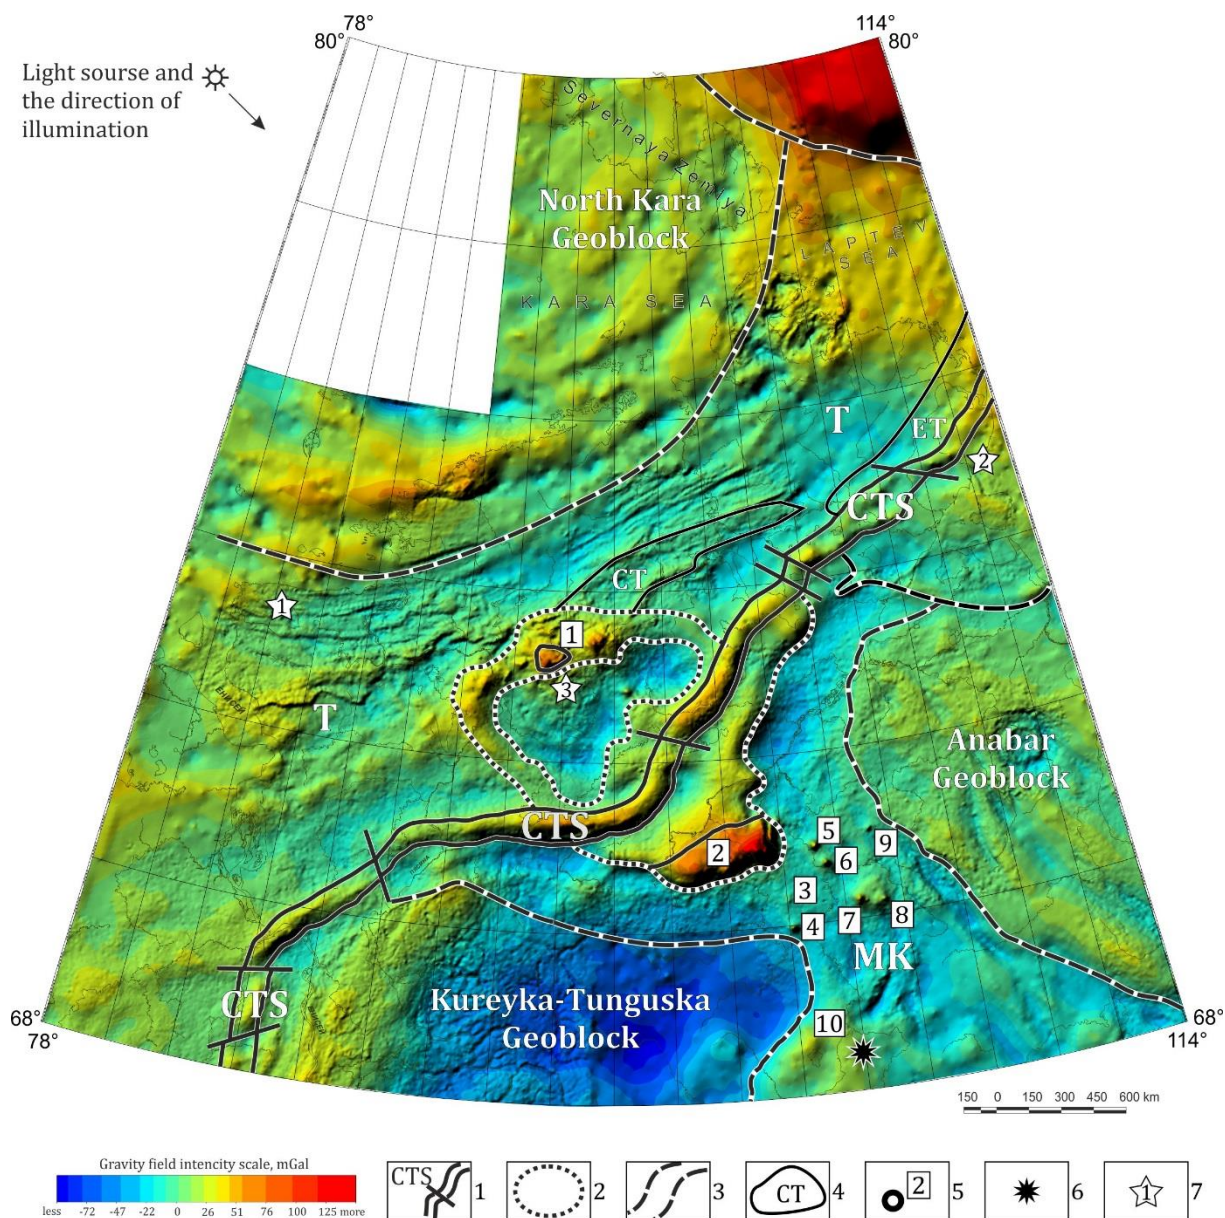 78°
80°
114°
80°
Light sourse and
the direction of
illumination
Severnaya Zemlya
North Kara
Geoblock
LAPTEV
SEA
KARA SEA
T
ET
2
CTS
CT
1
1
3
T
Anabar
Geoblock
CTS
2
5
9
6
3
4
7
8
MK
CTS
Kureyka-Tunguska
Geoblock
10
68°
78°
68°
114°
150 0 150 300 450 600 km
Gravity field intencity scale, mGal
less -72 -47 -22 0 26 51 76 100 125 more
CTS 1
2
3
CT 4
2 5
6
1 7